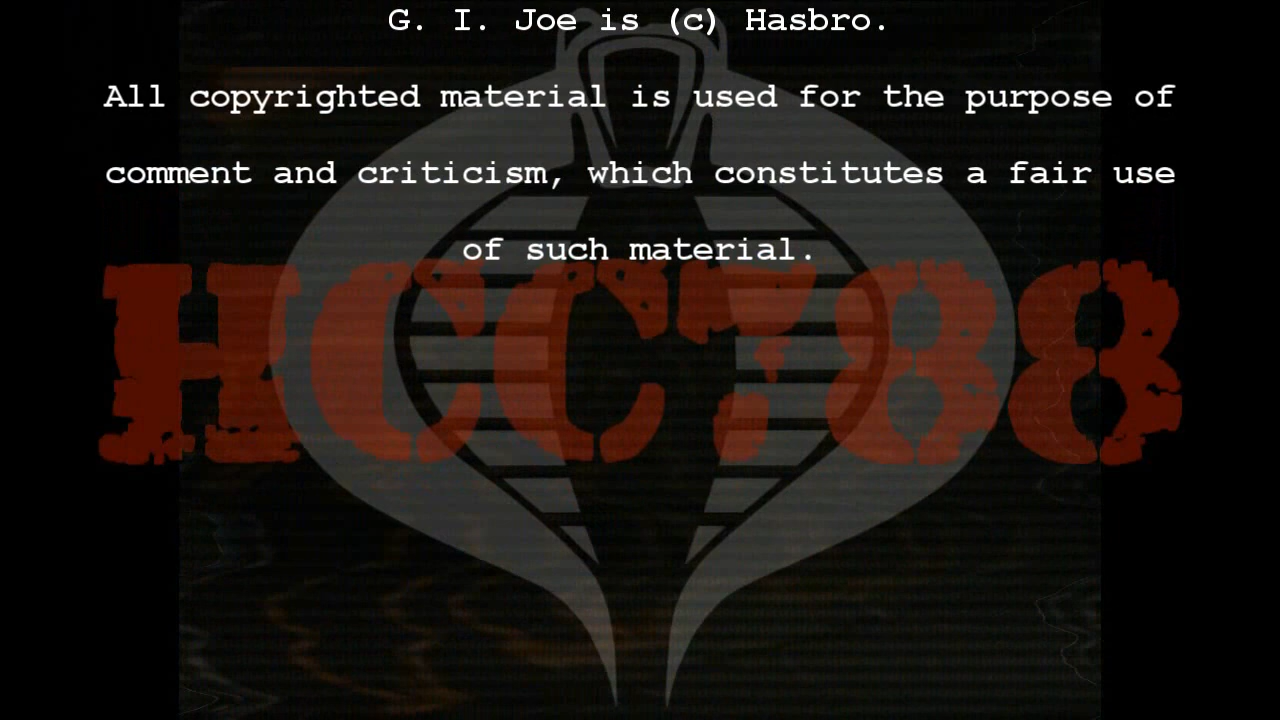 G. I. Joe is (c) Hasbro.
All copyrighted material is used for the purpose of
comment and criticism, which constitutes a fair use
of such material.
HCC788